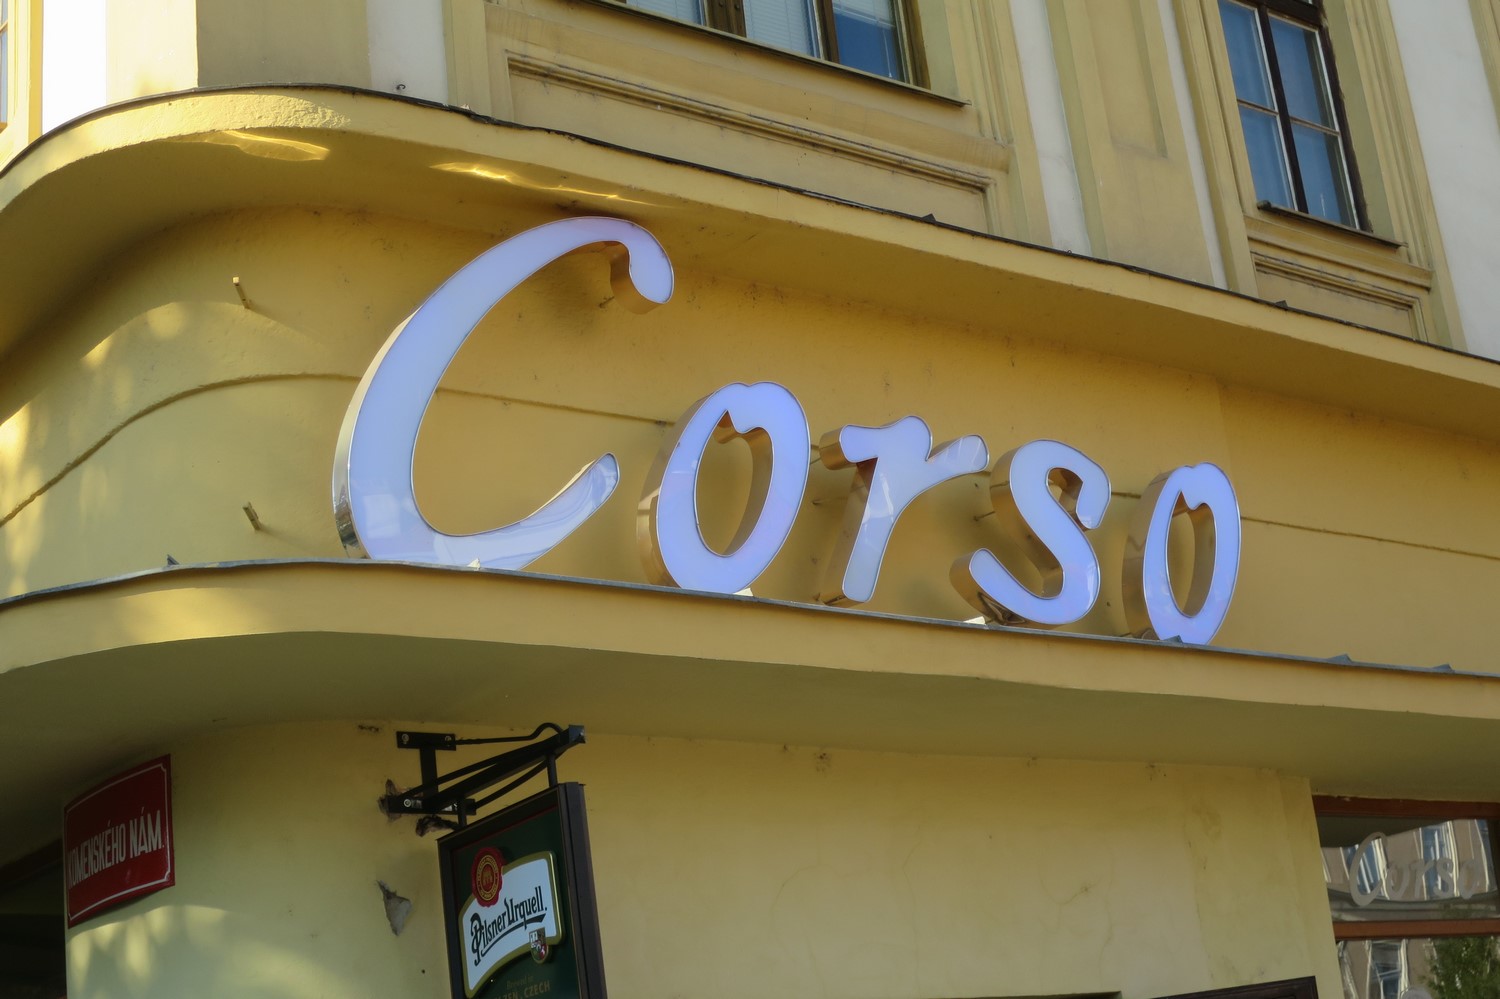 Corso
KOMENSKÉHO NÁM.
Pilsner Urquell.
Corso